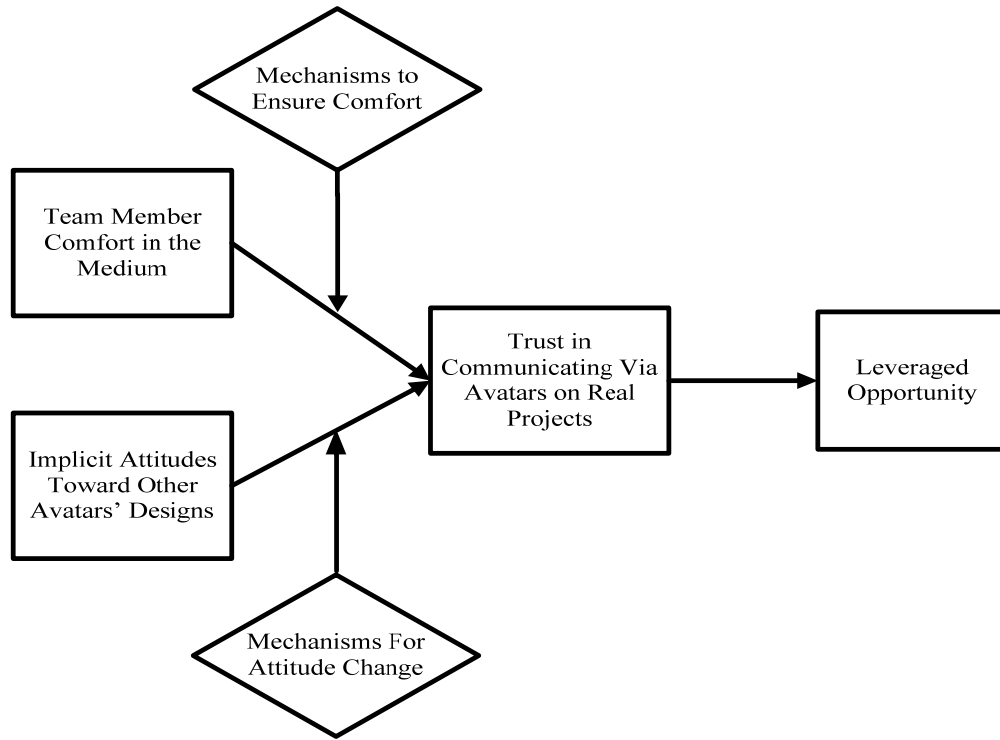 Mechanisms to
Ensure Comfort
Team Member
Comfort in the
Medium
Trust in
Communicating Via
Avatars on Real
Projects
Leveraged
Opportunity
Implicit Attitudes
Toward Other
Avatars’ Designs
Mechanisms For
Attitude Change